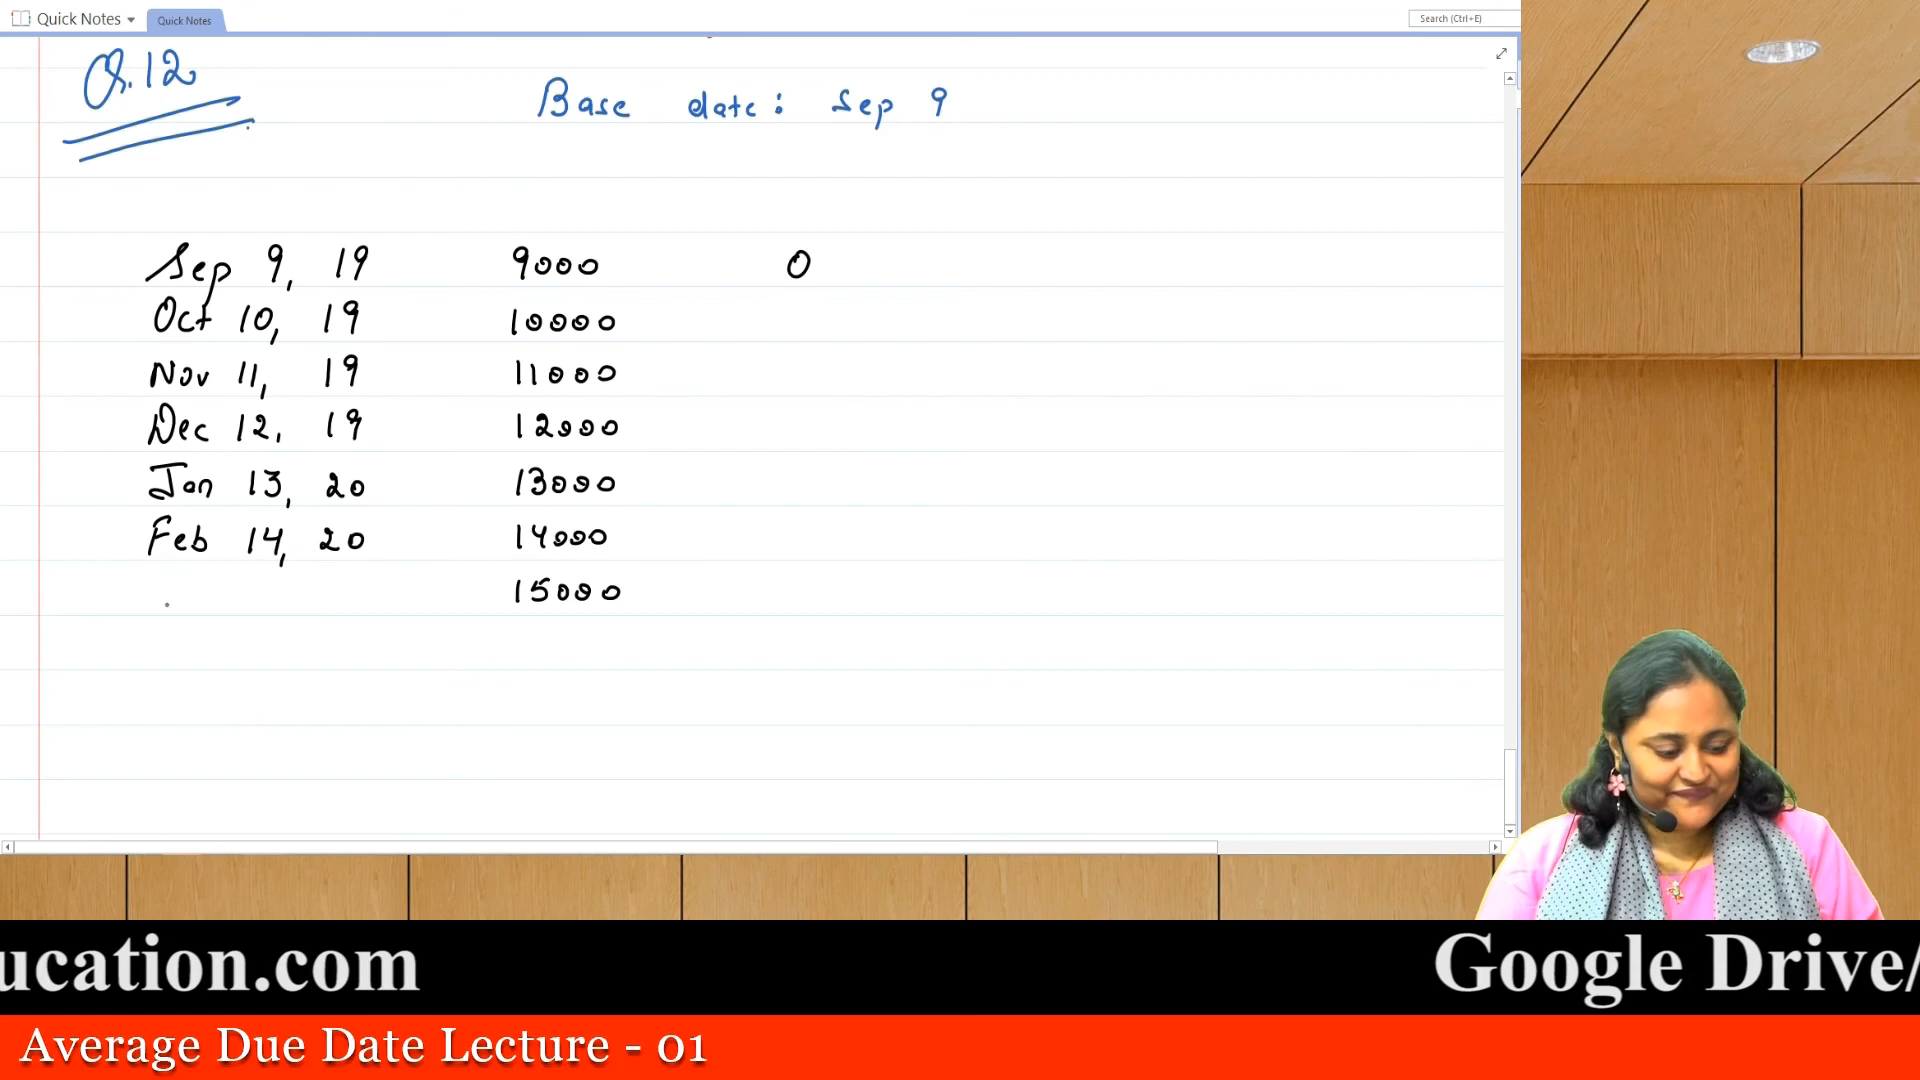 Quick Notes
Quick Notes
Search (Ctrl+E)
Q.12
Base date: Sep 9
Sep 9, 19 9000 0
Oct 10, 19 10000
Nov 11, 19 11000
Dec 12, 19 12000
Jan 13, 20 13000
Feb 14, 20 14000
15000
ucation.com
Google Drive/
Average Due Date Lecture - 01